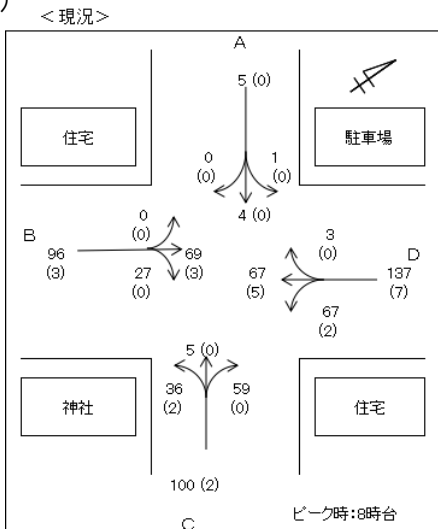 )
<現況>
A
5 (0)
住宅
駐車場
0 1
(0) (0)
4 (0)
0
(0)
3
(0)
B
96
(3)
69
(3)
27
(0)
67
(5)
D
137
(7)
67
(2)
5 (0)
36
(2)
59
(0)
神社
住宅
100 (2)
ピーク時:8時台
C